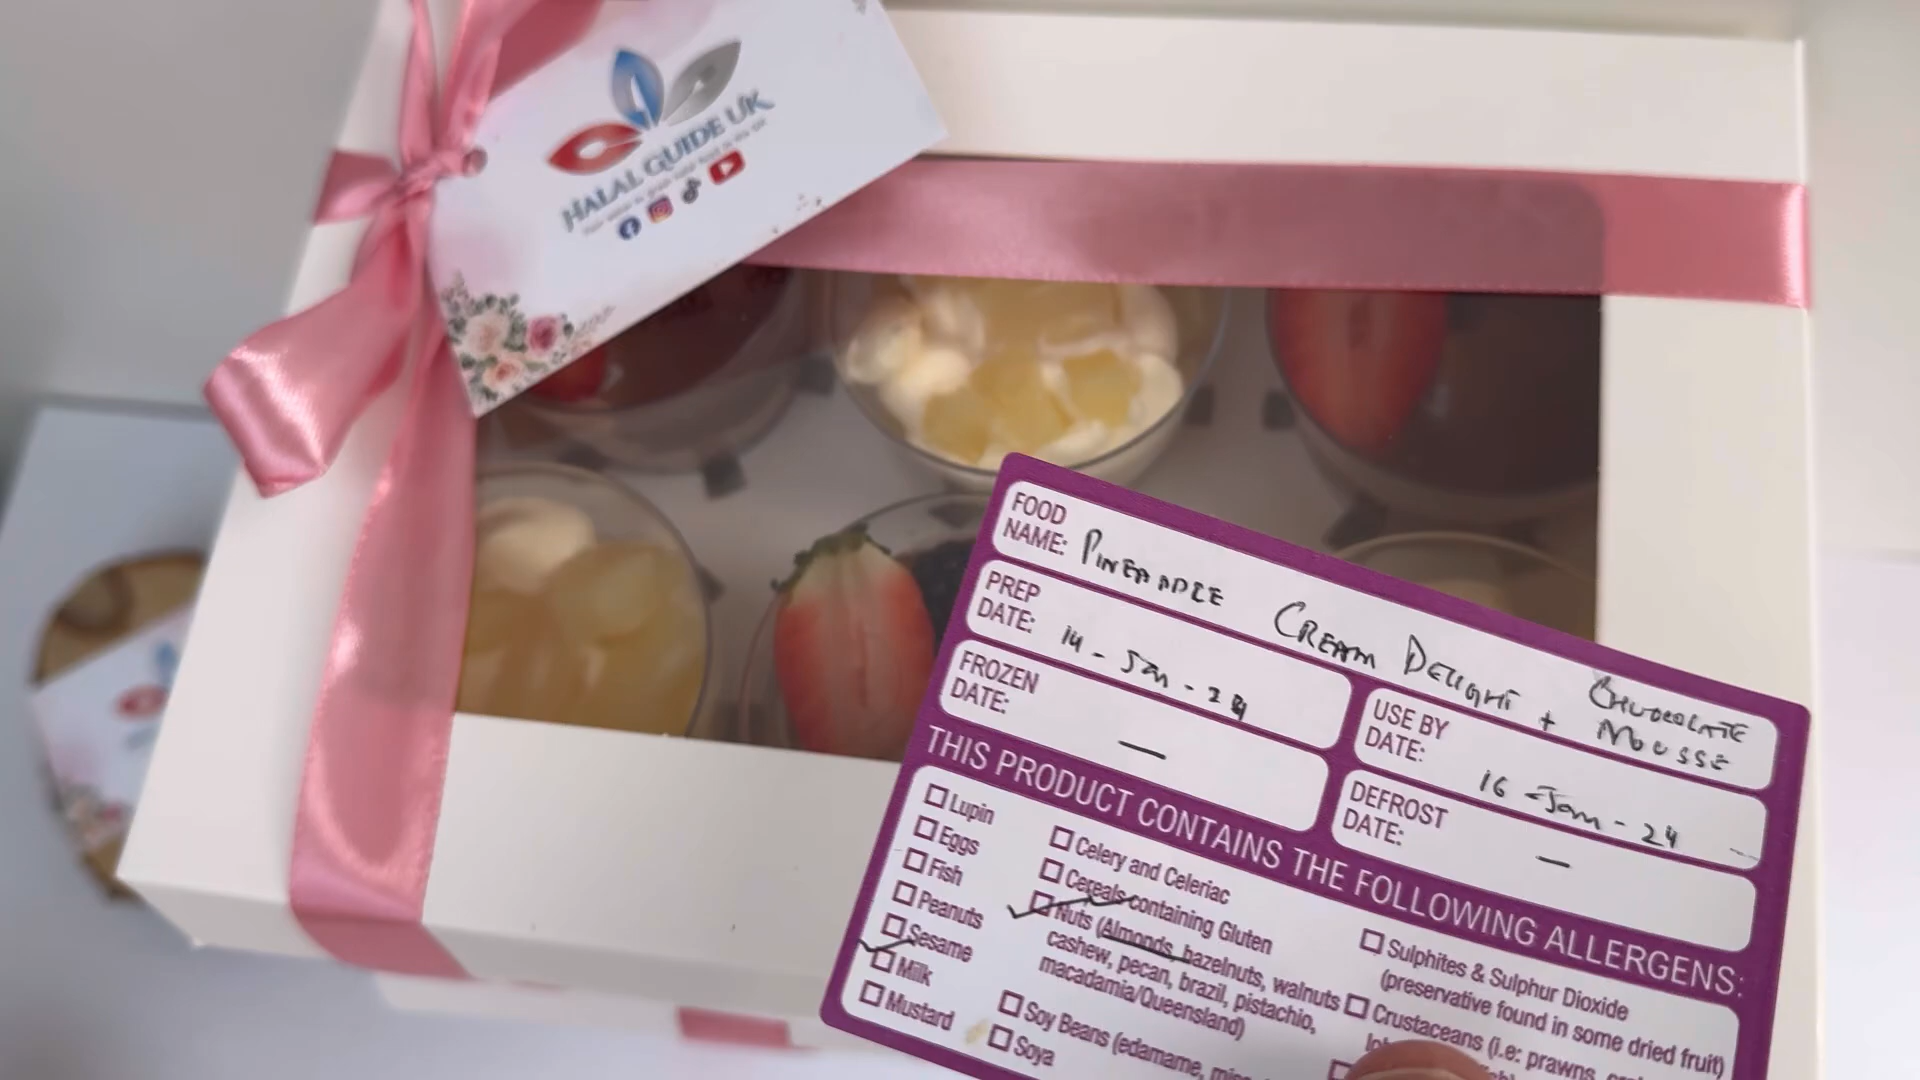 HALAL GUIDE UK
FOOD NAME: PINEAPPLE CREAM DELIGHT + CHUOCOLATE MOUSSE
PREP DATE: 14 - Jan - 24
USE BY DATE: 16 - Jan - 24
FROZEN DATE: —
DEFROST DATE: —
THIS PRODUCT CONTAINS THE FOLLOWING ALLERGENS:
Lupin
Eggs
Fish
Peanuts
Sesame
Milk
Mustard
Celery and Celeriac
Cereals containing Gluten
Nuts (Almonds, hazelnuts, walnuts
cashew, pecan, brazil, pistachio,
macadamia/Queensland)
Soy Beans (edamame,
Soya
Sulphites & Sulphur Dioxide
(preservative found in some dried fruit)
Crustaceans (i.e: prawns,